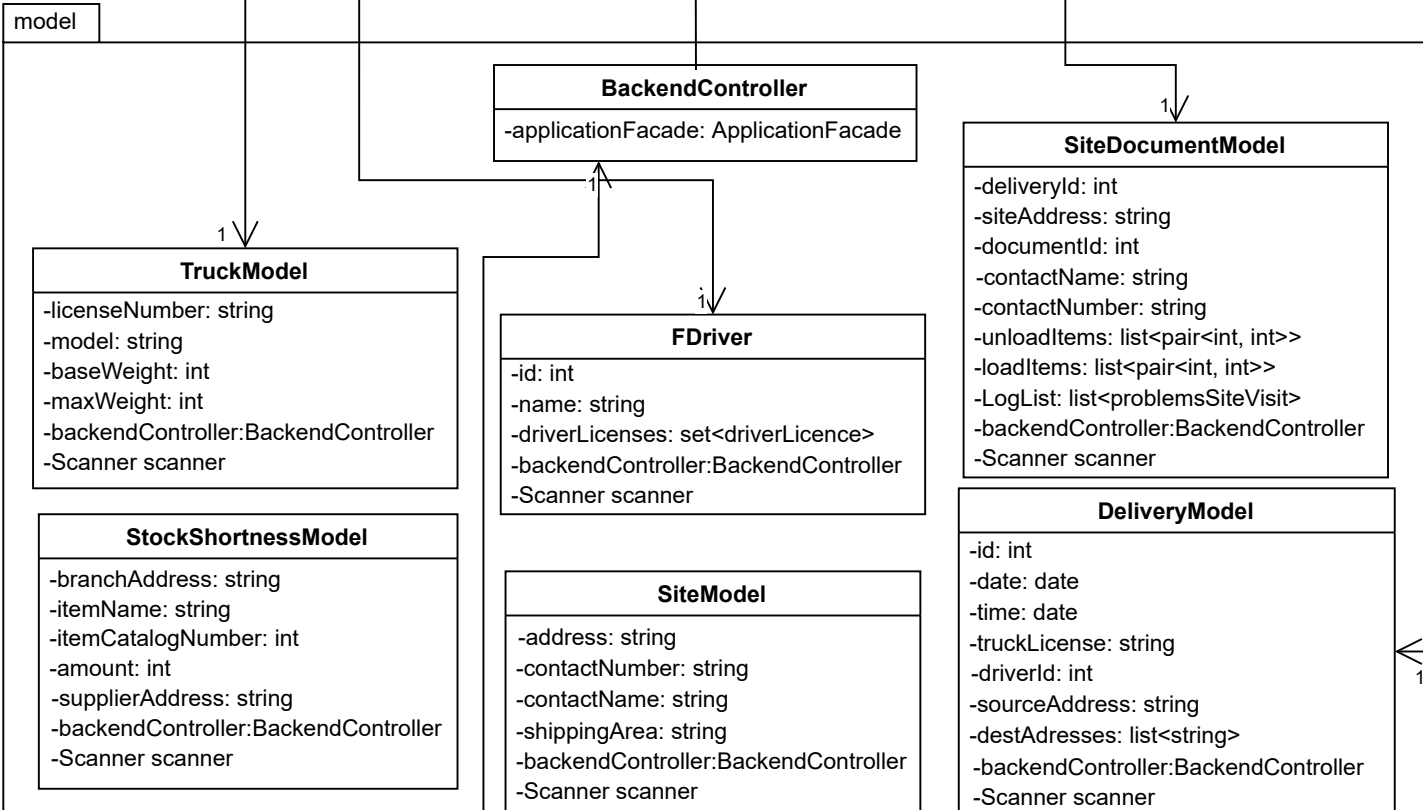 model
BackendController
-applicationFacade: ApplicationFacade
1
1
SiteDocumentModel
-deliveryId: int
-siteAddress: string
-documentId: int
-contactName: string
-contactNumber: string
-unloadItems: list<pair<int, int>>
-loadItems: list<pair<int, int>>
-LogList: list<problemsSiteVisit>
-backendController:BackendController
-Scanner scanner
1
TruckModel
-licenseNumber: string
-model: string
-baseWeight: int
-maxWeight: int
-backendController:BackendController
-Scanner scanner
1
FDriver
-id: int
-name: string
-driverLicenses: set<driverLicence>
-backendController:BackendController
-Scanner scanner
StockShortnessModel
-branchAddress: string
-itemName: string
-itemCatalogNumber: int
-amount: int
-supplierAddress: string
-backendController:BackendController
-Scanner scanner
SiteModel
-address: string
-contactNumber: string
-contactName: string
-shippingArea: string
-backendController:BackendController
-Scanner scanner
DeliveryModel
-id: int
-date: date
-time: date
-truckLicense: string
-driverId: int
-sourceAddress: string
-destAdresses: list<string>
-backendController:BackendController
-Scanner scanner
1